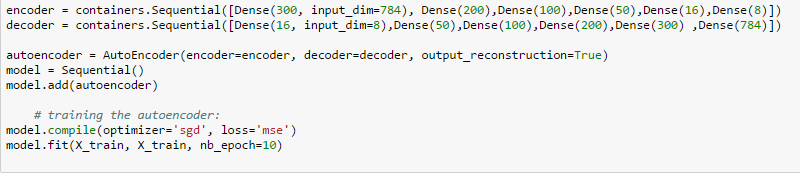 encoder = containers.Sequential([Dense(300, input_dim=784), Dense(200),Dense(100),Dense(50),Dense(16),Dense(8)])
decoder = containers.Sequential([Dense(16, input_dim=8),Dense(50),Dense(100),Dense(200),Dense(300) ,Dense(784)])
autoencoder = AutoEncoder(encoder=encoder, decoder=decoder, output_reconstruction=True)
model = Sequential()
model.add(autoencoder)
# training the autoencoder:
model.compile(optimizer='sgd', loss='mse')
model.fit(X_train, X_train, nb_epoch=10)